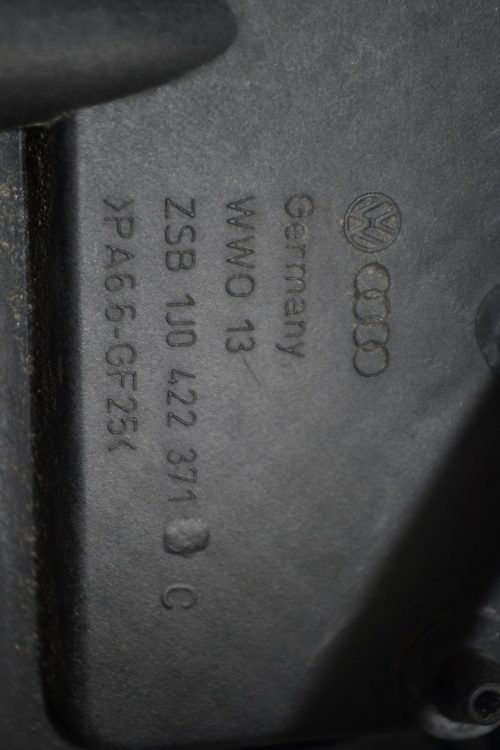 Germany
WWO 13
ZSB 1J0 422 371 C
>PA66-GF25<